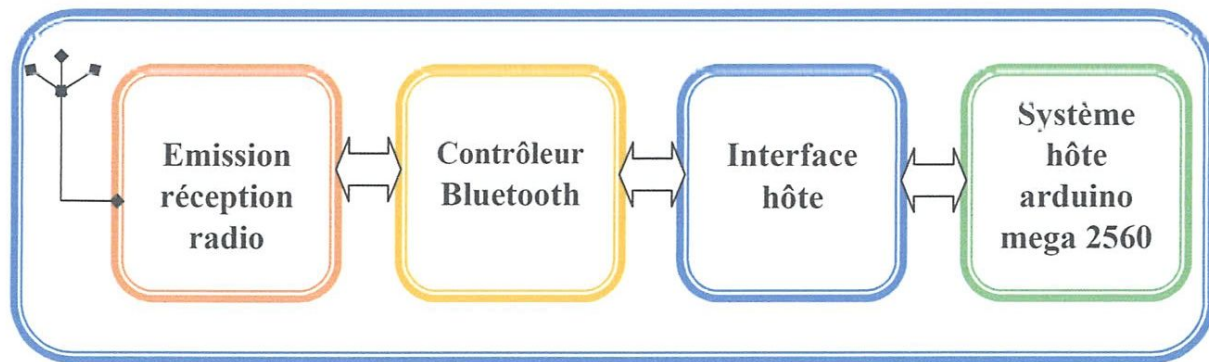 Emission
réception
radio
Contrôleur
Bluetooth
Interface
hôte
Système
hôte
arduino
mega 2560